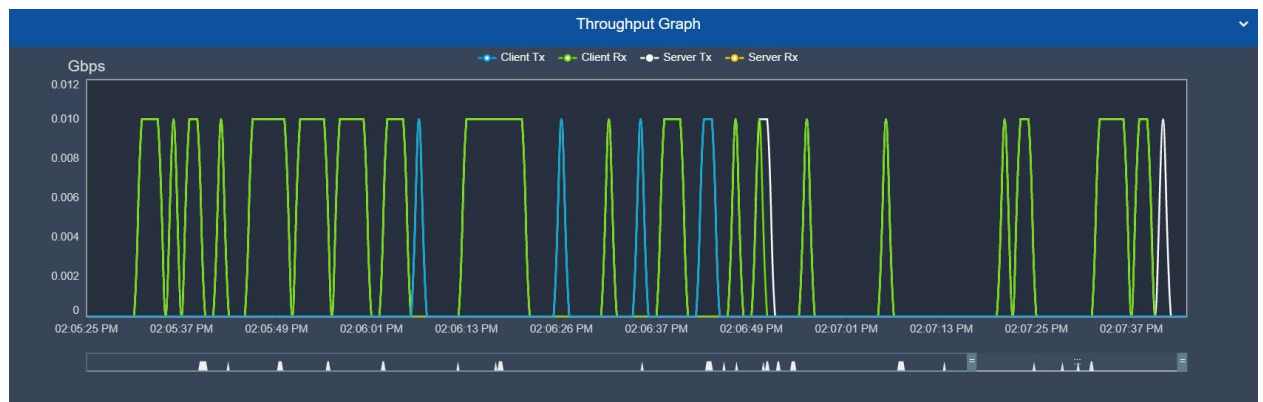 Throughput Graph
Client Tx Client Rx Server Tx Server Rx
Gbps
0.012
0.010
0.008
0.006
0.004
0.002
0
02:05:25 PM 02:05:37 PM 02:05:49 PM 02:06:01 PM 02:06:13 PM 02:06:26 PM 02:06:37 PM 02:06:49 PM 02:07:01 PM 02:07:13 PM 02:07:25 PM 02:07:37 PM